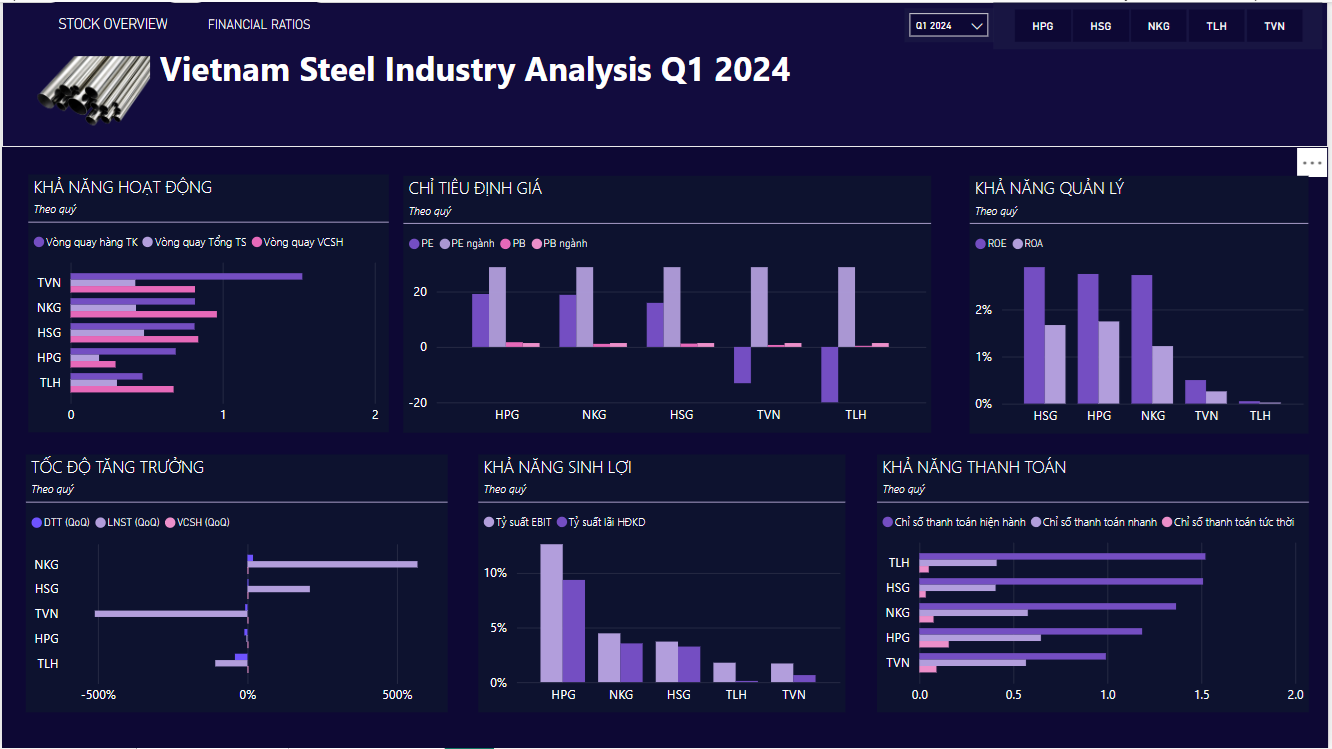 STOCK OVERVIEW FINANCIAL RATIOS Q1 2024 HPG HSG NKG TLH TVN
Vietnam Steel Industry Analysis Q1 2024
KHẢ NĂNG HOẠT ĐỘNG
Theo quý
Vòng quay hàng TK Vòng quay Tổng TS Vòng quay VCSH
TVN
NKG
HSG
HPG
TLH
0 1 2
CHỈ TIÊU ĐỊNH GIÁ
Theo quý
PE PE ngành PB PB ngành
20
0
-20
HPG NKG HSG TVN TLH
KHẢ NĂNG QUẢN LÝ
Theo quý
ROE ROA
2%
1%
0%
HSG HPG NKG TVN TLH
TỐC ĐỘ TĂNG TRƯỞNG
Theo quý
DTT (QoQ) LNST (QoQ) VCSH (QoQ)
NKG
HSG
TVN
HPG
TLH
-500% 0% 500%
KHẢ NĂNG SINH LỢI
Theo quý
Tỷ suất EBIT Tỷ suất lãi HĐKD
10%
5%
0%
HPG NKG HSG TLH TVN
KHẢ NĂNG THANH TOÁN
Theo quý
Chỉ số thanh toán hiện hành Chỉ số thanh toán nhanh Chỉ số thanh toán tức thời
TLH
HSG
NKG
HPG
TVN
0.0 0.5 1.0 1.5 2.0